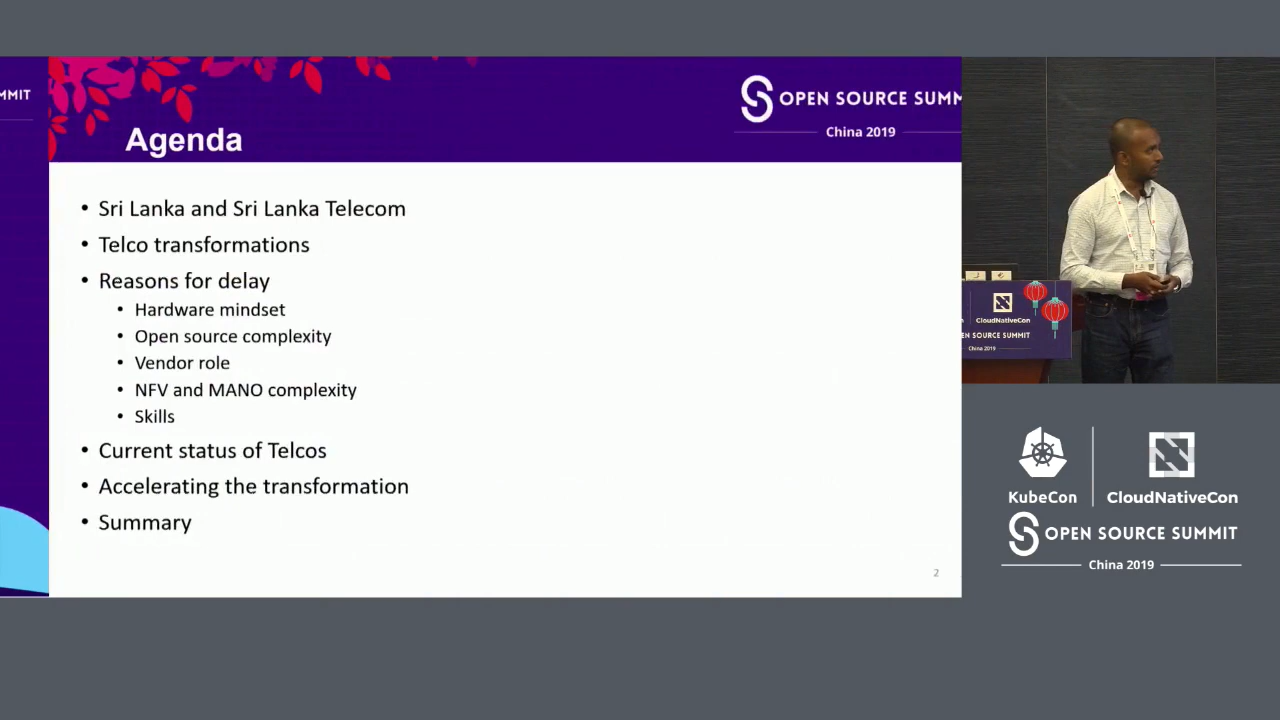 MMIT
OPEN SOURCE SUMM
China 2019
Agenda
• Sri Lanka and Sri Lanka Telecom
• Telco transformations
• Reasons for delay
• Hardware mindset
• Open source complexity
• Vendor role
• NFV and MANO complexity
• Skills
• Current status of Telcos
• Accelerating the transformation
• Summary
2
CloudNativeCon
EN SOURCE SUMMIT
China 2019
KubeCon
CloudNativeCon
OPEN SOURCE SUMMIT
China 2019